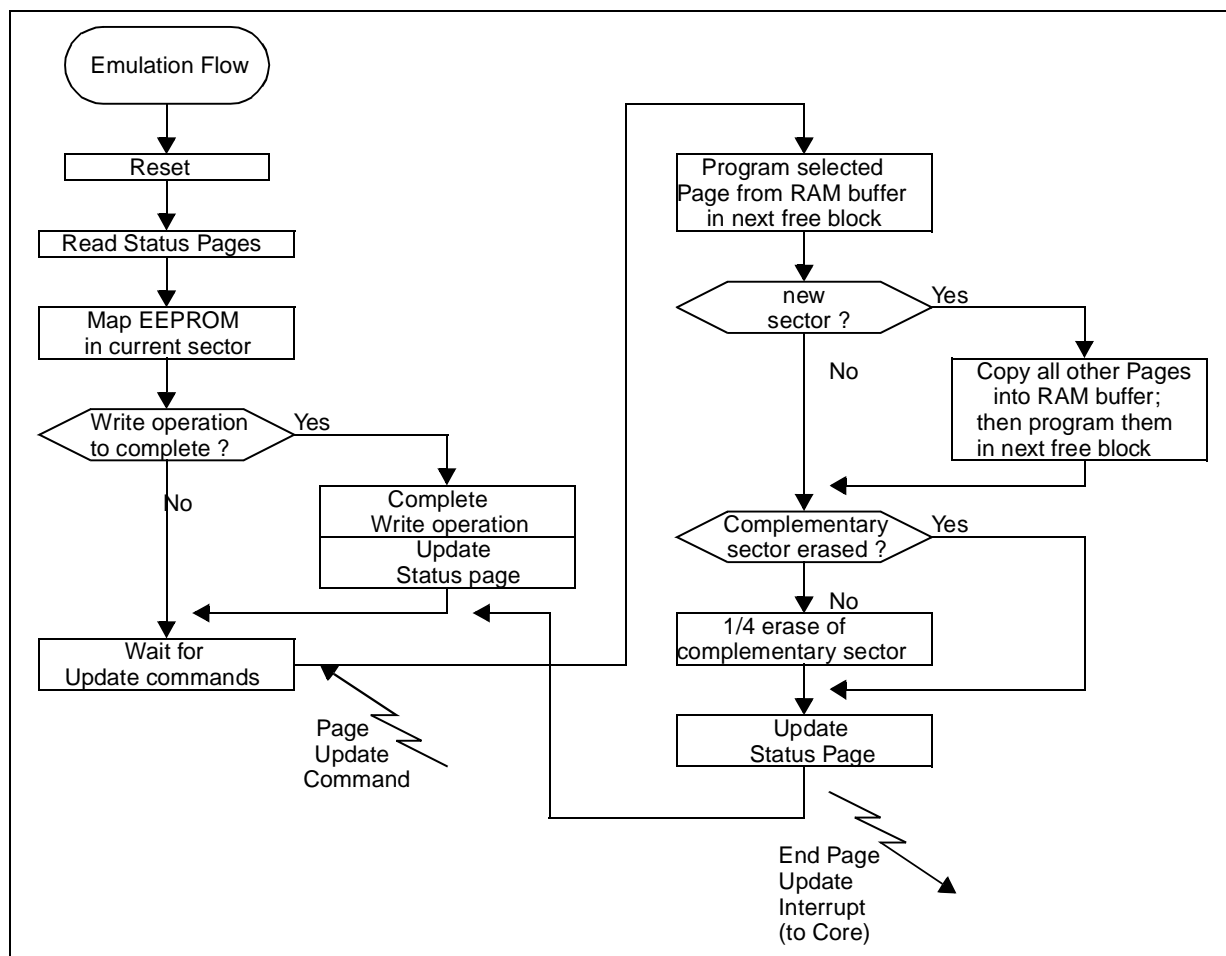 Emulation Flow
Reset
Read Status Pages
Map EEPROM
in current sector
Write operation
to complete ?
Yes
No
Complete
Write operation
Update
Status page
Wait for
Update commands
Page
Update
Command
Program selected
Page from RAM buffer
in next free block
new
sector ?
Yes
No
Copy all other Pages
into RAM buffer;
then program them
in next free block
Complementary
sector erased ?
Yes
No
1/4 erase of
complementary sector
Update
Status Page
End Page
Update
Interrupt
(to Core)